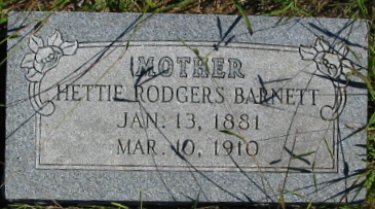 MOTHER
HETTIE RODGERS BARNETT
JAN. 13, 1881
MAR. 10, 1910